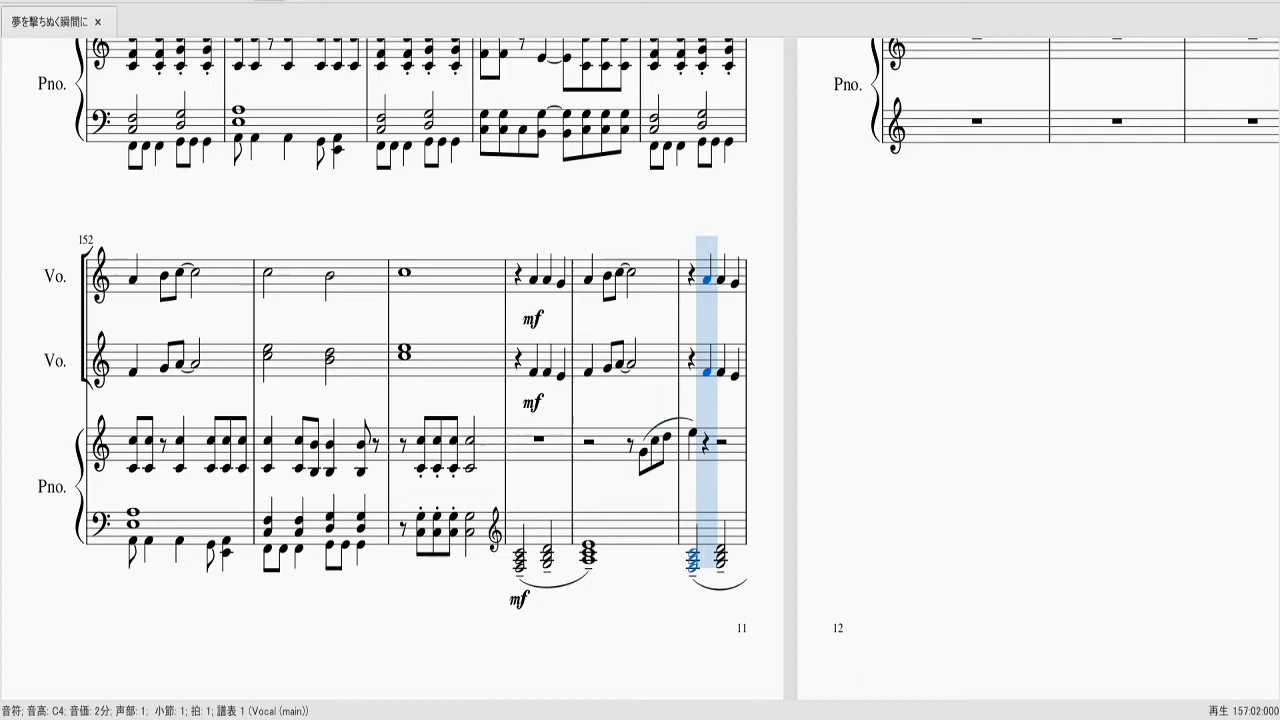 夢を撃ちぬく瞬間に ×
Pno.
Pno.
152
Vo.
mf
Vo.
mf
Pno.
mf
11
12
音符; 音高: C4; 音価: 2分; 声部: 1; 小節: 1; 拍: 1; 譜表 1 (Vocal (main))
再生 157:02:000